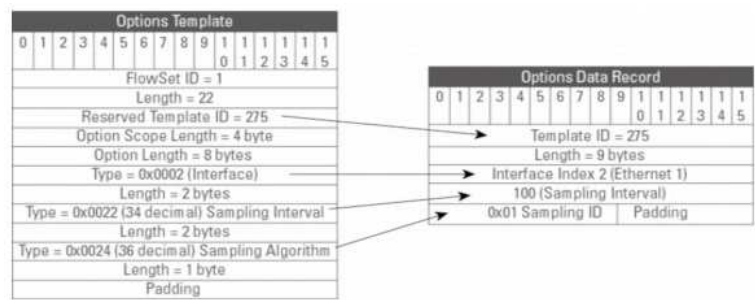 Options Template
0 1 2 3 4 5 6 7 8 9 1 1 1 1 1 1
0 1 2 3 4 5
FlowSet ID = 1
Length = 22
Reserved Template ID = 275
Option Scope Length = 4 byte
Option Length = 8 bytes
Type = 0x0002 (Interface)
Length = 2 bytes
Type = 0x0022 (34 decimal) Sampling Interval
Length = 2 bytes
Type = 0x0024 (36 decimal) Sampling Algorithm
Length = 1 byte
Padding
Options Data Record
0 1 2 3 4 5 6 7 8 9 1 1 1 1 1 1
0 1 2 3 4 5
Template ID = 275
Length = 9 bytes
Interface Index 2 (Ethernet 1)
100 (Sampling Interval)
0x01 Sampling ID Padding